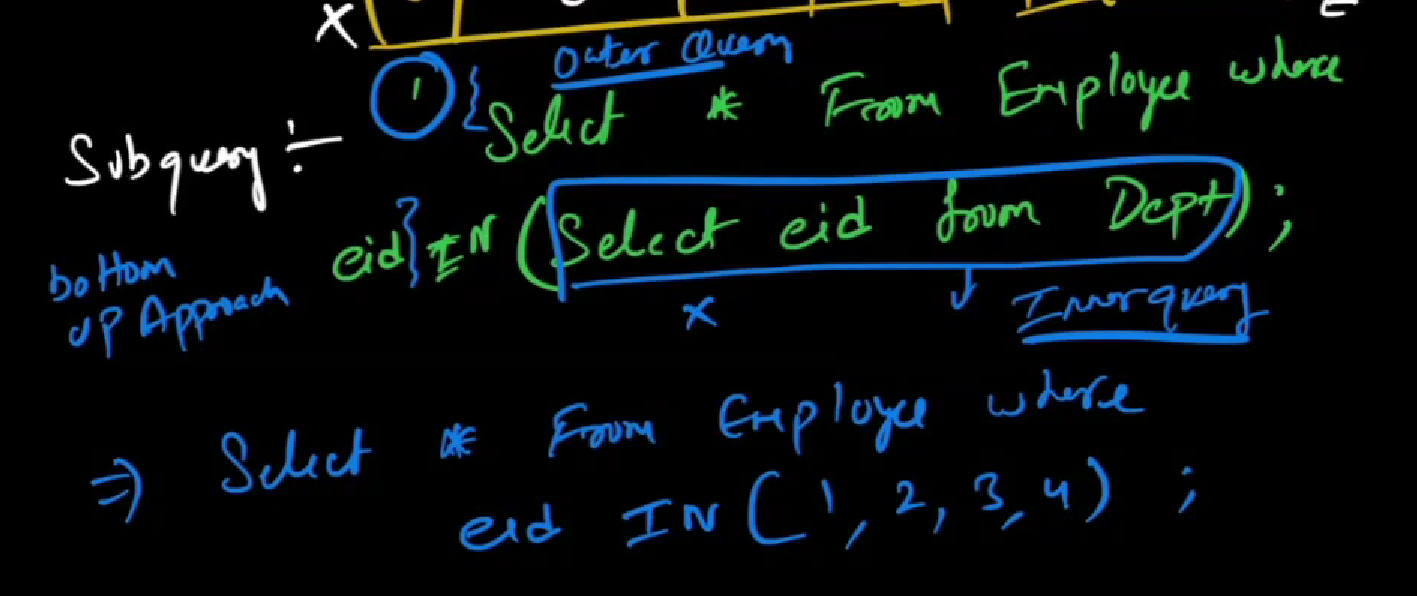 X
Outer Query
1 { Select * From Employee where
Subquery :-
eid} IN (Select eid from Dept) ;
bottom
up Approach
x
Innerquery
=> Select * From Employee where
eid IN (1, 2, 3, 4) ;